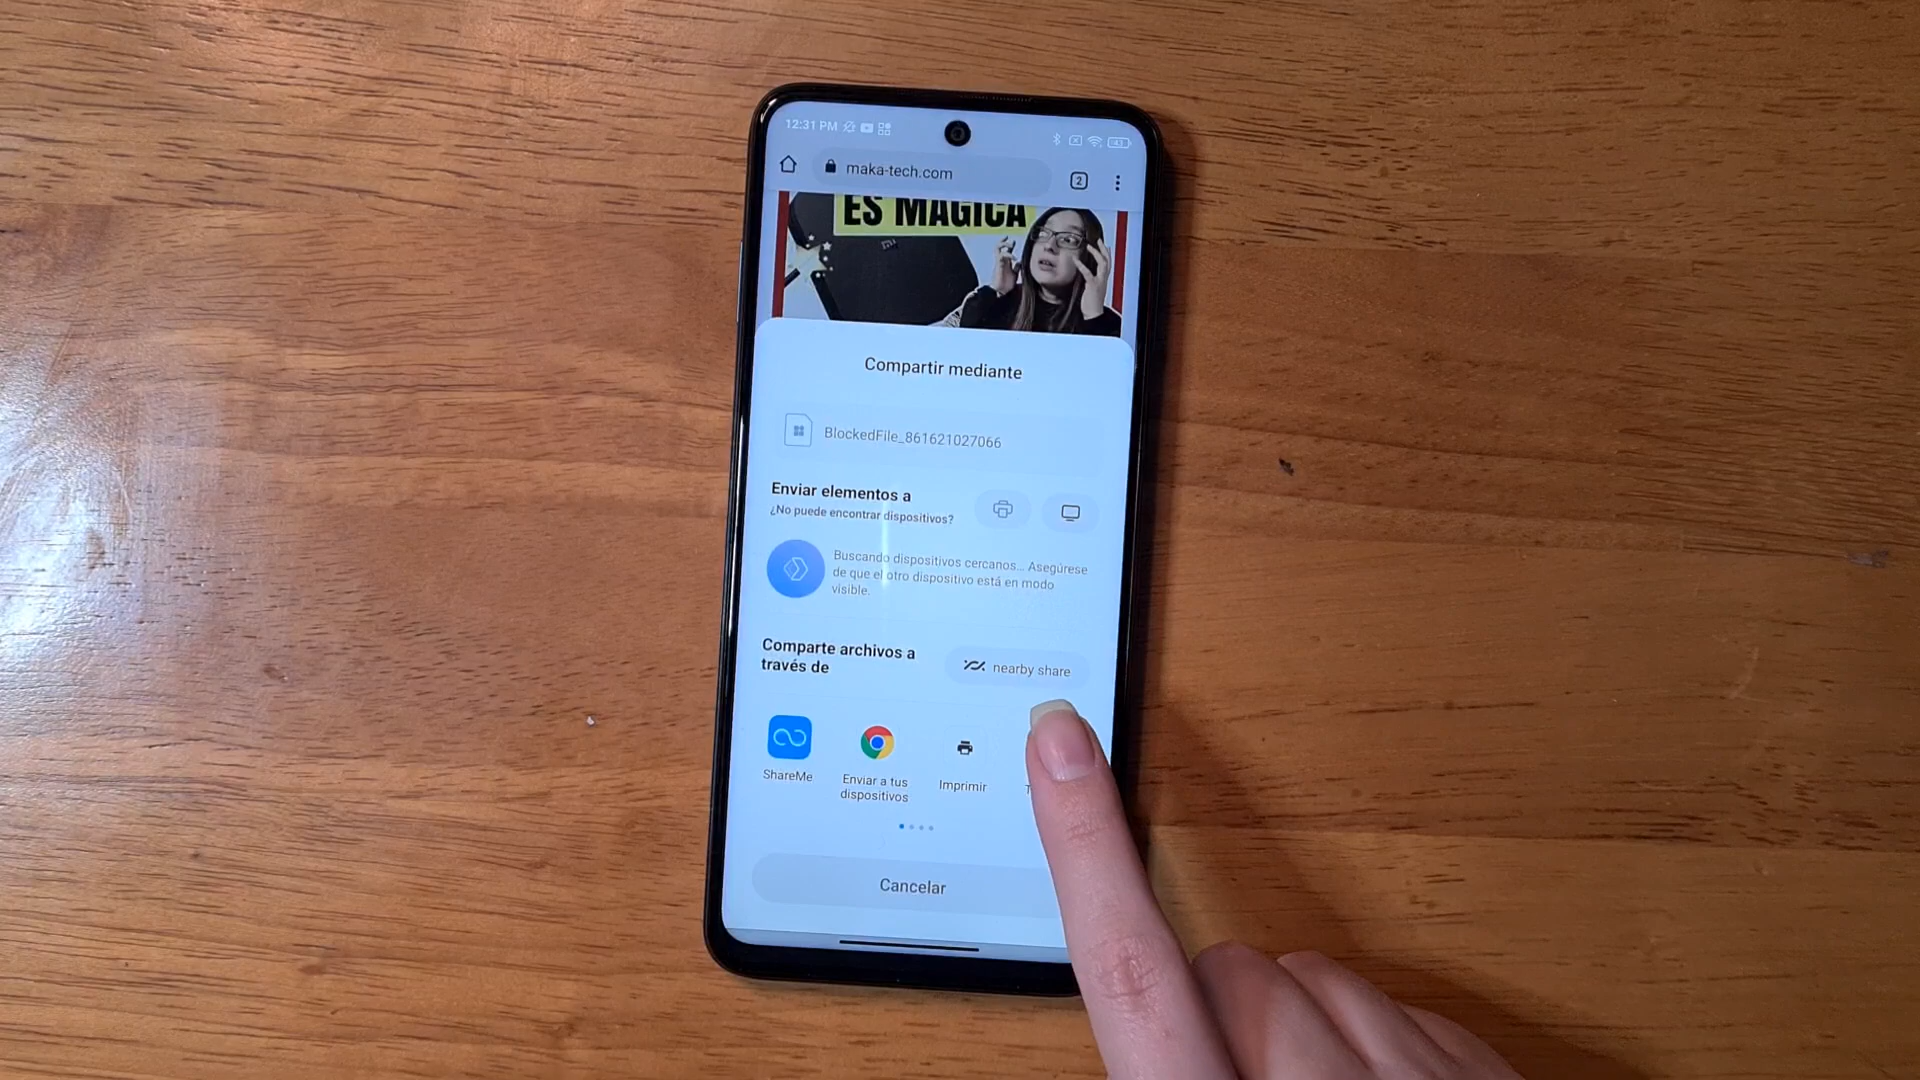 12:31 PM
maka-tech.com
2
ES MÁGICA
Compartir mediante
BlockedFile_861621027066
Enviar elementos a
¿No puede encontrar dispositivos?
Buscando dispositivos cercanos... Asegúrese
de que el otro dispositivo está en modo
visible.
Comparte archivos a
través de
nearby share
ShareMe
Enviar a tus
dispositivos
Imprimir
Cancelar